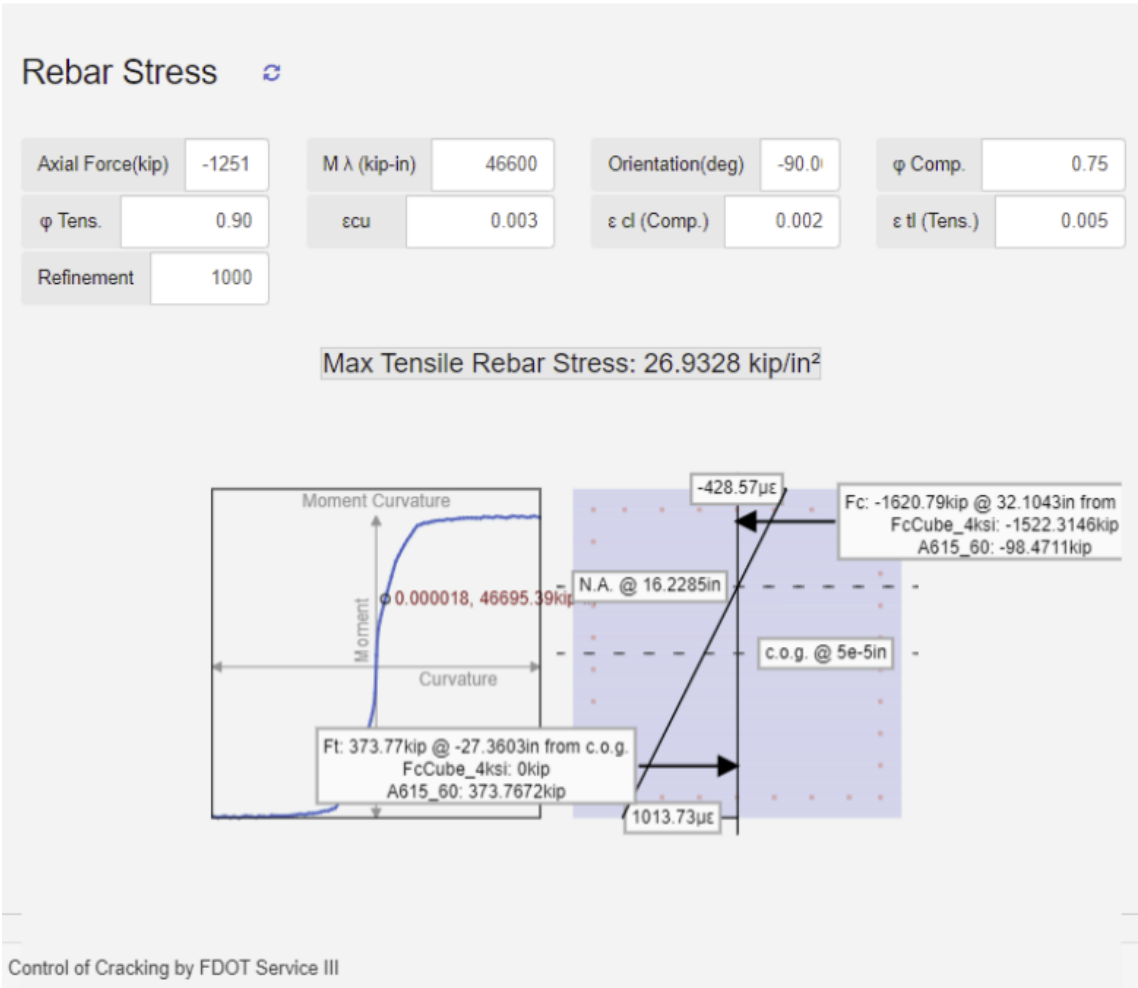 Rebar Stress
Axial Force(kip) -1251 M λ (kip-in) 46600 Orientation(deg) -90.0 φ Comp. 0.75
φ Tens. 0.90 εcu 0.003 ε cl (Comp.) 0.002 ε tl (Tens.) 0.005
Refinement 1000
Max Tensile Rebar Stress: 26.9328 kip/in²
Moment Curvature
-428.57με
Fc: -1620.79kip @ 32.1043in from
FcCube_4ksi: -1522.3146kip
A615_60: -98.4711kip
N.A. @ 16.2285in
0.000018, 46695.39kip
Moment
c.o.g. @ 5e-5in
Curvature
Ft: 373.77kip @ -27.3603in from c.o.g.
FcCube_4ksi: 0kip
A615_60: 373.7672kip
1013.73με
Control of Cracking by FDOT Service III